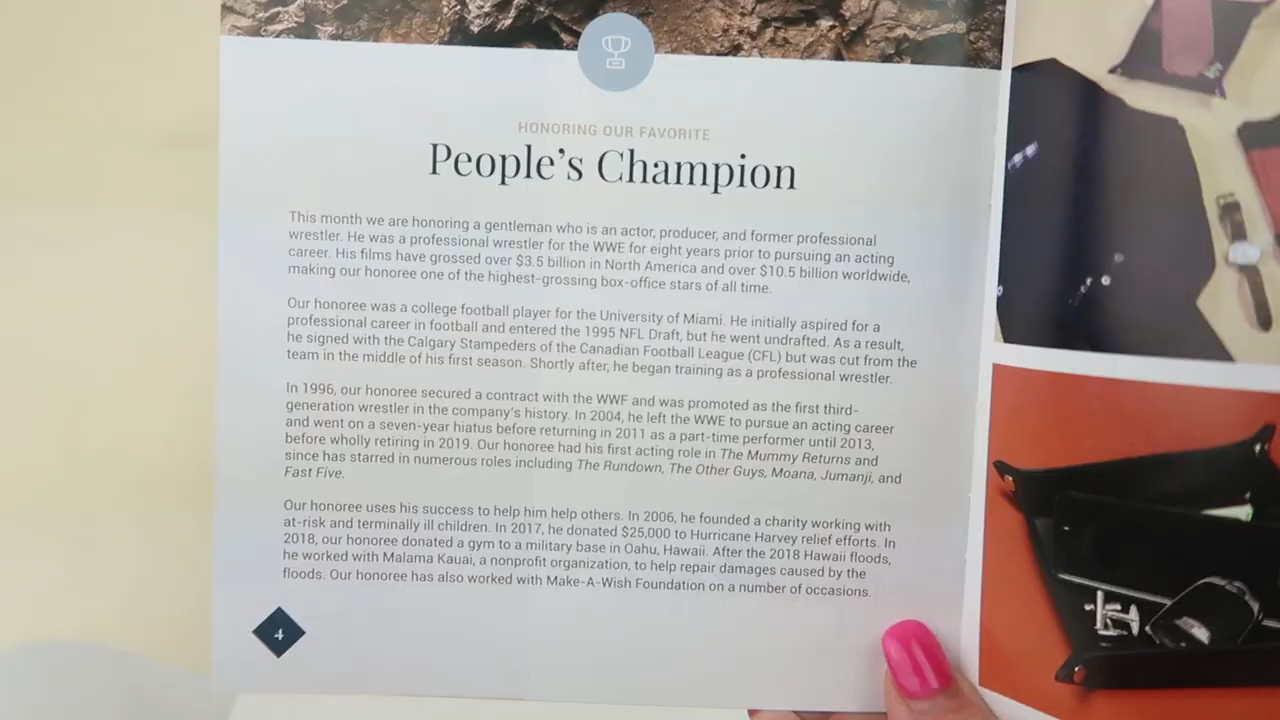 HONORING OUR FAVORITE
People's Champion
This month we are honoring a gentleman who is an actor, producer, and former professional
wrestler. He was a professional wrestler for the WWE for eight years prior to pursuing an acting
career. His films have grossed over $3.5 billion in North America and over $10.5 billion worldwide,
making our honoree one of the highest-grossing box-office stars of all time.
Our honoree was a college football player for the University of Miami. He initially aspired for a
professional career in football and entered the 1995 NFL Draft, but he went undrafted. As a result,
he signed with the Calgary Stampeders of the Canadian Football League (CFL) but was cut from the
team in the middle of his first season. Shortly after, he began training as a professional wrestler.
In 1996, our honoree secured a contract with the WWF and was promoted as the first third-
generation wrestler in the company's history. In 2004, he left the WWE to pursue an acting career
and went on a seven-year hiatus before returning in 2011 as a part-time performer until 2013,
before wholly retiring in 2019. Our honoree had his first acting role in The Mummy Returns and
since has starred in numerous roles including The Rundown, The Other Guys, Moana, Jumanji, and
Fast Five.
Our honoree uses his success to help him help others. In 2006, he founded a charity working with
at-risk and terminally ill children. In 2017, he donated $25,000 to Hurricane Harvey relief efforts. In
2018, our honoree donated a gym to a military base in Oahu, Hawaii. After the 2018 Hawaii floods,
he worked with Malama Kauai, a nonprofit organization, to help repair damages caused by the
floods. Our honoree has also worked with Make-A-Wish Foundation on a number of occasions.
4